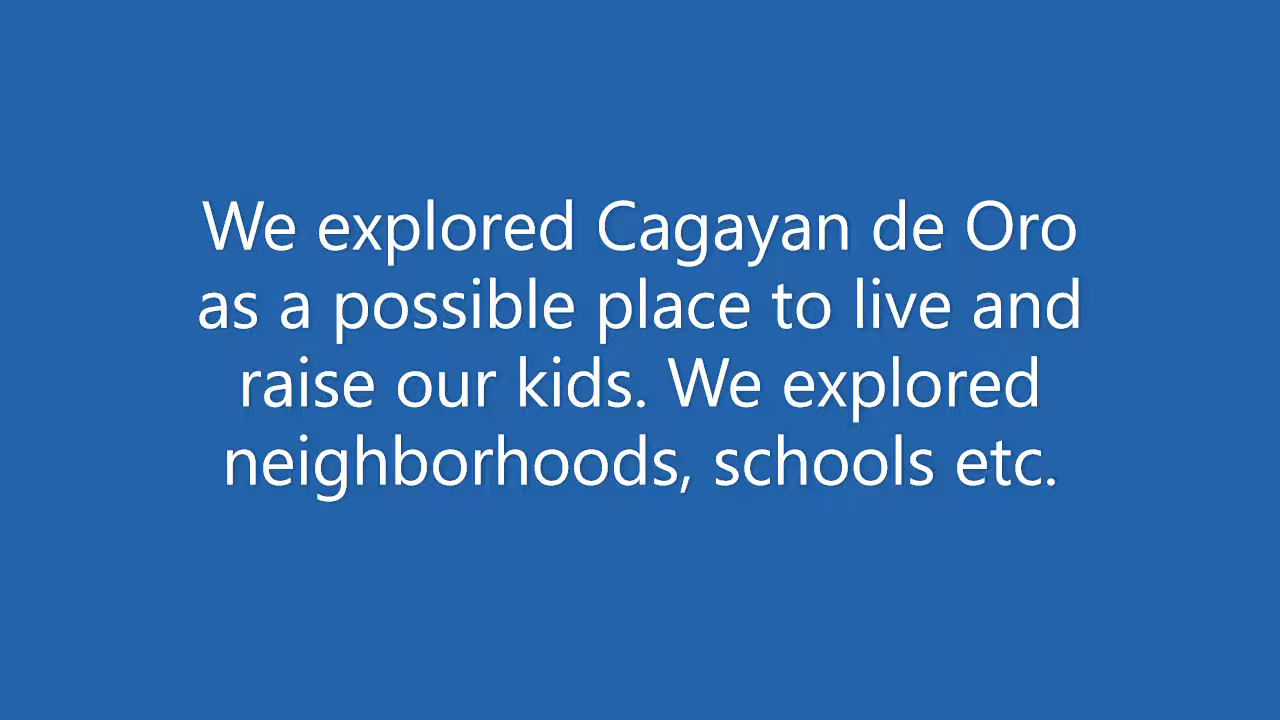 We explored Cagayan de Oro
as a possible place to live and
raise our kids. We explored
neighborhoods, schools etc.